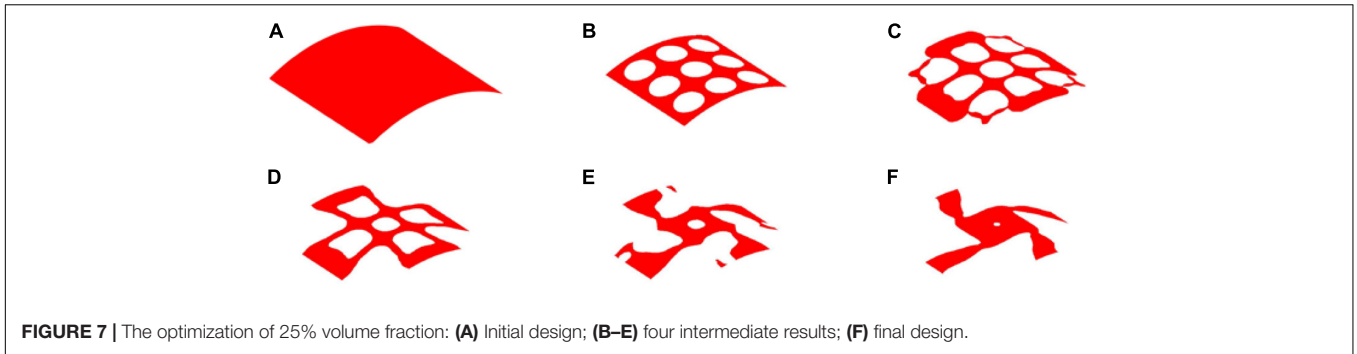 A
B
C
D
E
F
FIGURE 7 | The optimization of 25% volume fraction: (A) Initial design; (B–E) four intermediate results; (F) final design.